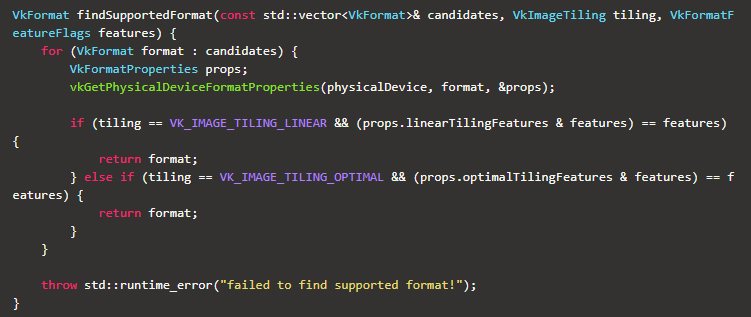 VkFormat findSupportedFormat(const std::vector<VkFormat>& candidates, VkImageTiling tiling, VkFormatF
eatureFlags features) {
    for (VkFormat format : candidates) {
        VkFormatProperties props;
        vkGetPhysicalDeviceFormatProperties(physicalDevice, format, &props);

        if (tiling == VK_IMAGE_TILING_LINEAR && (props.linearTilingFeatures & features) == features)
{
            return format;
        } else if (tiling == VK_IMAGE_TILING_OPTIMAL && (props.optimalTilingFeatures & features) == f
eatures) {
            return format;
        }
    }

    throw std::runtime_error("failed to find supported format!");
}